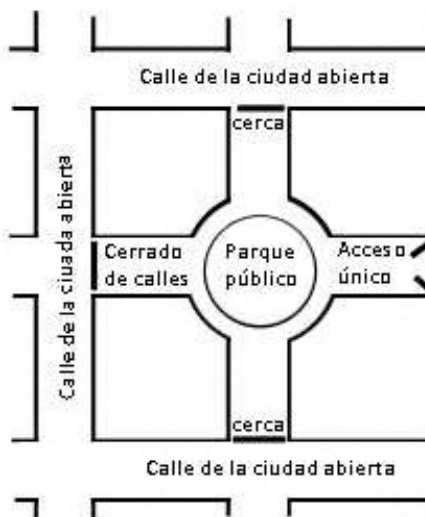 Calle de la ciudad abierta
cerca
Calle de la ciuada abierta
Cerrado
de calles
Parque
público
Acceso
único
cerca
Calle de la ciudad abierta